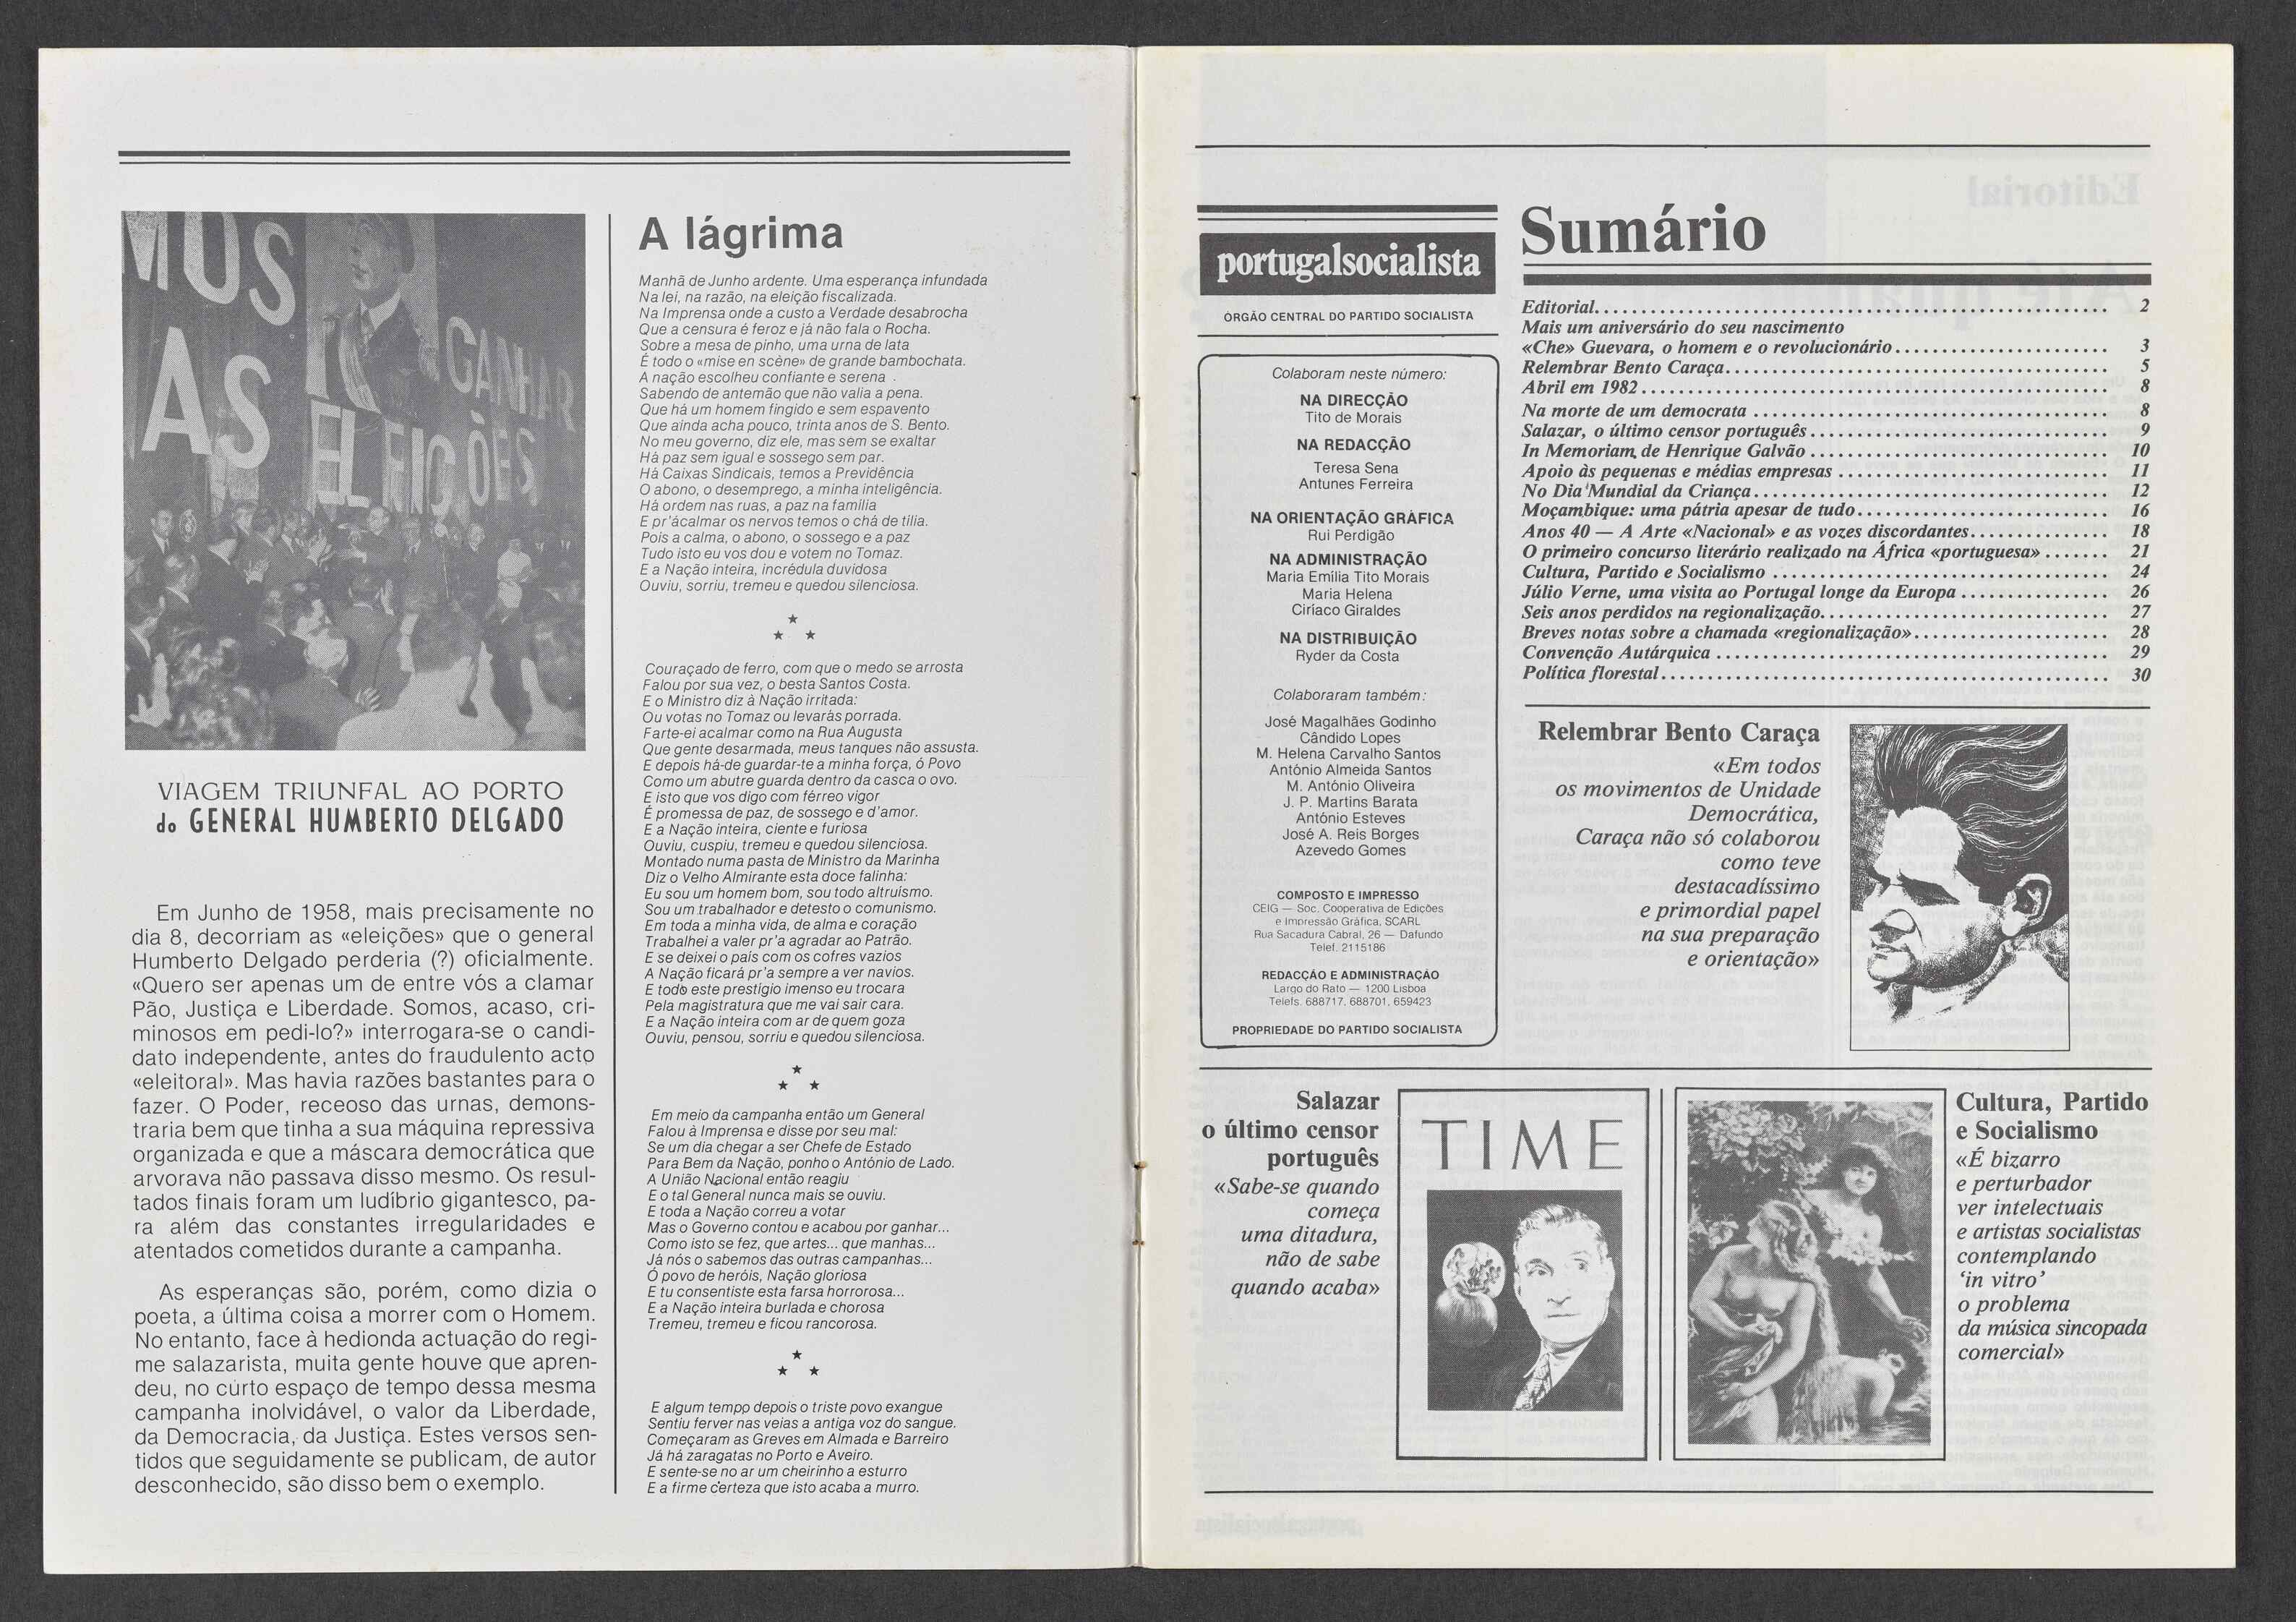 MOS
AS
GANHAR
ELEIÇÕES
VIAGEM TRIUNFAL AO PORTO
do GENERAL HUMBERTO DELGADO
Em Junho de 1958, mais precisamente no
dia 8, decorriam as «eleições» que o general
Humberto Delgado perderia (?) oficialmente.
«Quero ser apenas um de entre vós a clamar
Pão, Justiça e Liberdade. Somos, acaso, cri-
minosos em pedi-lo?» interrogara-se o candi-
dato independente, antes do fraudulento acto
«eleitoral». Mas havia razões bastantes para o
fazer. O Poder, receoso das urnas, demons-
traria bem que tinha a sua máquina repressiva
organizada e que a máscara democrática que
arvorava não passava disso mesmo. Os resul-
tados finais foram um ludíbrio gigantesco, pa-
ra além das constantes irregularidades e
atentados cometidos durante a campanha.
As esperanças são, porém, como dizia o
poeta, a última coisa a morrer com o Homem.
No entanto, face à hedionda actuação do regi-
me salazarista, muita gente houve que apren-
deu, no curto espaço de tempo dessa mesma
campanha inolvidável, o valor da Liberdade,
da Democracia, da Justiça. Estes versos sen-
tidos que seguidamente se publicam, de autor
desconhecido, são disso bem o exemplo.
A lágrima
Manhã de Junho ardente. Uma esperança infundada
Na lei, na razão, na eleição fiscalizada.
Na Imprensa onde a custo a Verdade desabrocha
Que a censura é feroz e já não fala o Rocha.
Sobre a mesa de pinho, uma urna de lata
É todo o «mise en scène» de grande bambochata.
A nação escolheu confiante e serena
Sabendo de antemão que não valia a pena.
Que há um homem fingido e sem espavento
Que ainda acha pouco, trinta anos de S. Bento.
No meu governo, diz ele, mas sem se exaltar
Há paz sem igual e sossego sem par.
Há Caixas Sindicais, temos a Previdência
O abono, o desemprego, a minha inteligência.
Há ordem nas ruas, a paz na família
E pr'ácalmar os nervos temos o chá de tília.
Pois a calma, o abono, o sossego e a paz
Tudo isto eu vos dou e votem no Tomaz.
E a Nação inteira, incrédula duvidosa
Ouviu, sorriu, tremeu e quedou silenciosa.
Couraçado de ferro, com que o medo se arrosta
Falou por sua vez, o besta Santos Costa.
E o Ministro diz à Nação irritada:
Ou votas no Tomaz ou levarás porrada.
Farte-ei acalmar como na Rua Augusta
Que gente desarmada, meus tanques não assusta.
E depois há-de guardar-te a minha força, ó Povo
Como um abutre guarda dentro da casca o ovo.
E isto que vos digo com férreo vigor
É promessa de paz, de sossego e d'amor.
E a Nação inteira, ciente e furiosa
Ouviu, cuspiu, tremeu e quedou silenciosa.
Montado numa pasta de Ministro da Marinha
Diz o Velho Almirante esta doce falinha:
Eu sou um homem bom, sou todo altruísmo.
Sou um trabalhador e detesto o comunismo.
Em toda a minha vida, de alma e coração
Trabalhei a valer pr'a agradar ao Patrão.
E se deixei o país com os cofres vazios
A Nação ficará pr'a sempre a ver navios.
E todo este prestígio imenso eu trocara
Pela magistratura que me vai sair cara.
E a Nação inteira com ar de quem goza
Ouviu, pensou, sorriu e quedou silenciosa.
Em meio da campanha então um General
Falou à Imprensa e disse por seu mal:
Se um dia chegar a ser Chefe de Estado
Para Bem da Nação, ponho o António de Lado.
A União Nacional então reagiu
E o tal General nunca mais se ouviu.
E toda a Nação correu a votar
Mas o Governo contou e acabou por ganhar...
Como isto se fez, que artes... que manhas...
Já nós o sabemos das outras campanhas...
Ó povo de heróis, Nação gloriosa
E tu consentiste esta farsa horrorosa...
E a Nação inteira burlada e chorosa
Tremeu, tremeu e ficou rancorosa.
E algum tempo depois o triste povo exangue
Sentiu ferver nas veias a antiga voz do sangue.
Começaram as Greves em Almada e Barreiro
Já há zaragatas no Porto e Aveiro.
E sente-se no ar um cheirinho a esturro
E a firme certeza que isto acaba a murro.
portugalsocialista
ÓRGÃO CENTRAL DO PARTIDO SOCIALISTA
Colaboram neste número:
NA DIRECÇÃO
Tito de Morais
NA REDACÇÃO
Teresa Sena
Antunes Ferreira
NA ORIENTAÇÃO GRÁFICA
Rui Perdigão
NA ADMINISTRAÇÃO
Maria Emília Tito Morais
Maria Helena
Ciríaco Giraldes
NA DISTRIBUIÇÃO
Ryder da Costa
Colaboraram também:
José Magalhães Godinho
Cândido Lopes
M. Helena Carvalho Santos
António Almeida Santos
M. António Oliveira
J. P. Martins Barata
António Esteves
José A. Reis Borges
Azevedo Gomes
COMPOSTO E IMPRESSO
CEIG — Soc. Cooperativa de Edições
e Impressão Gráfica, SCARL
Rua Sacadura Cabral, 26 — Dafundo
Telef. 2115186
REDACÇÃO E ADMINISTRAÇÃO
Largo do Rato — 1200 Lisboa
Telefs. 688717, 688701, 659423
PROPRIEDADE DO PARTIDO SOCIALISTA
Sumário
Editorial. 2
Mais um aniversário do seu nascimento
«Che» Guevara, o homem e o revolucionário 3
Relembrar Bento Caraça 5
Abril em 1982 8
Na morte de um democrata 8
Salazar, o último censor português 9
In Memoriam de Henrique Galvão 10
Apoio às pequenas e médias empresas 11
No Dia Mundial da Criança 12
Moçambique: uma pátria apesar de tudo 16
Anos 40 — A Arte «Nacional» e as vozes discordantes 18
O primeiro concurso literário realizado na África «portuguesa» 21
Cultura, Partido e Socialismo 24
Júlio Verne, uma visita ao Portugal longe da Europa 26
Seis anos perdidos na regionalização 27
Breves notas sobre a chamada «regionalização» 28
Convenção Autárquica 29
Política florestal 30
Relembrar Bento Caraça
«Em todos
os movimentos de Unidade
Democrática,
Caraça não só colaborou
como teve
destacadíssimo
e primordial papel
na sua preparação
e orientação»
Salazar
o último censor
português
«Sabe-se quando
começa
uma ditadura,
não de sabe
quando acaba»
TIME
Cultura, Partido
e Socialismo
«É bizarro
e perturbador
ver intelectuais
e artistas socialistas
contemplando
'in vitro'
o problema
da música sincopada
comercial»